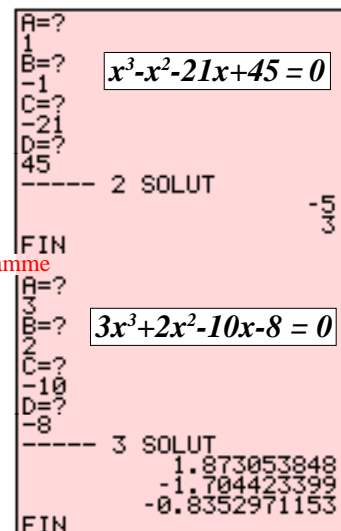 A=?
1
B=?
x³-x²-21x+45 = 0
-1
C=?
-21
D=?
45
----- 2 SOLUT
-5
3
FIN
amme
A=?
3
B=?
3x³+2x²-10x-8 = 0
2
C=?
-10
D=?
-8
----- 3 SOLUT
1.873053848
-1.704423399
-0.8352971153
FIN